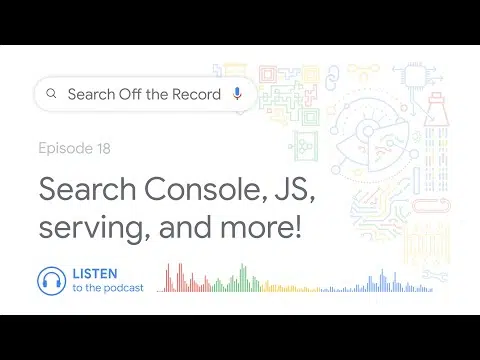 Search Off the Record
Episode 18
Search Console, JS,
serving, and more!
LISTEN
to the podcast